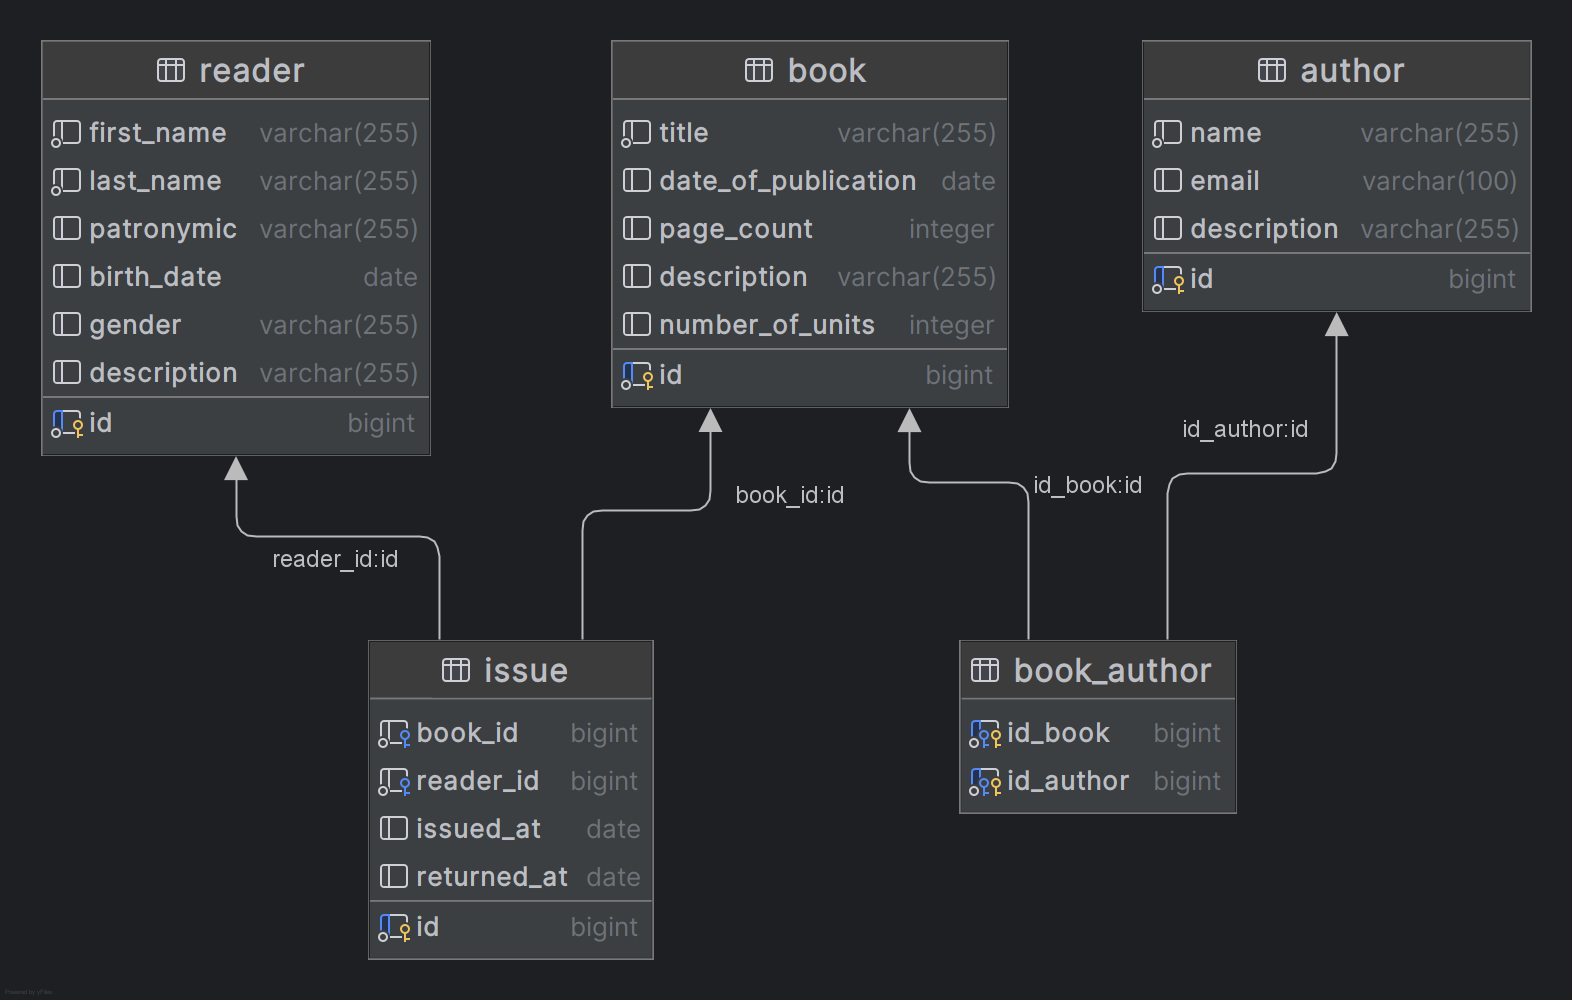 reader
first_name varchar(255)
last_name varchar(255)
patronymic varchar(255)
birth_date date
gender varchar(255)
description varchar(255)
id bigint
book
title varchar(255)
date_of_publication date
page_count integer
description varchar(255)
number_of_units integer
id bigint
author
name varchar(255)
email varchar(100)
description varchar(255)
id bigint
reader_id:id
book_id:id
id_book:id
id_author:id
issue
book_id bigint
reader_id bigint
issued_at date
returned_at date
id bigint
book_author
id_book bigint
id_author bigint
Powered by yFiles